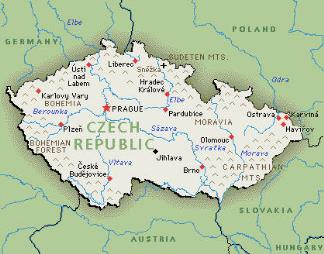 GERMANY
Elbe
POLAND
Liberec
Ústí
nad
Labem
Sněžka
SUDETEN MTS.
Karlovy Vary
BOHEMIA
Hradec
Králové
Odra
Elbe
PRAGUE
Berounka
Pardubice
MORAVIA
Ostrava
Karviná
Havířov
Plzeň
CZECH
REPUBLIC
Sázava
Olomouc
BOHEMIAN
FOREST
Vltava
Jihlava
Svratka
Morava
České
Budějovice
Brno
CARPATHIAN
MTS.
SLOVAKIA
AUSTRIA
HUNGARY